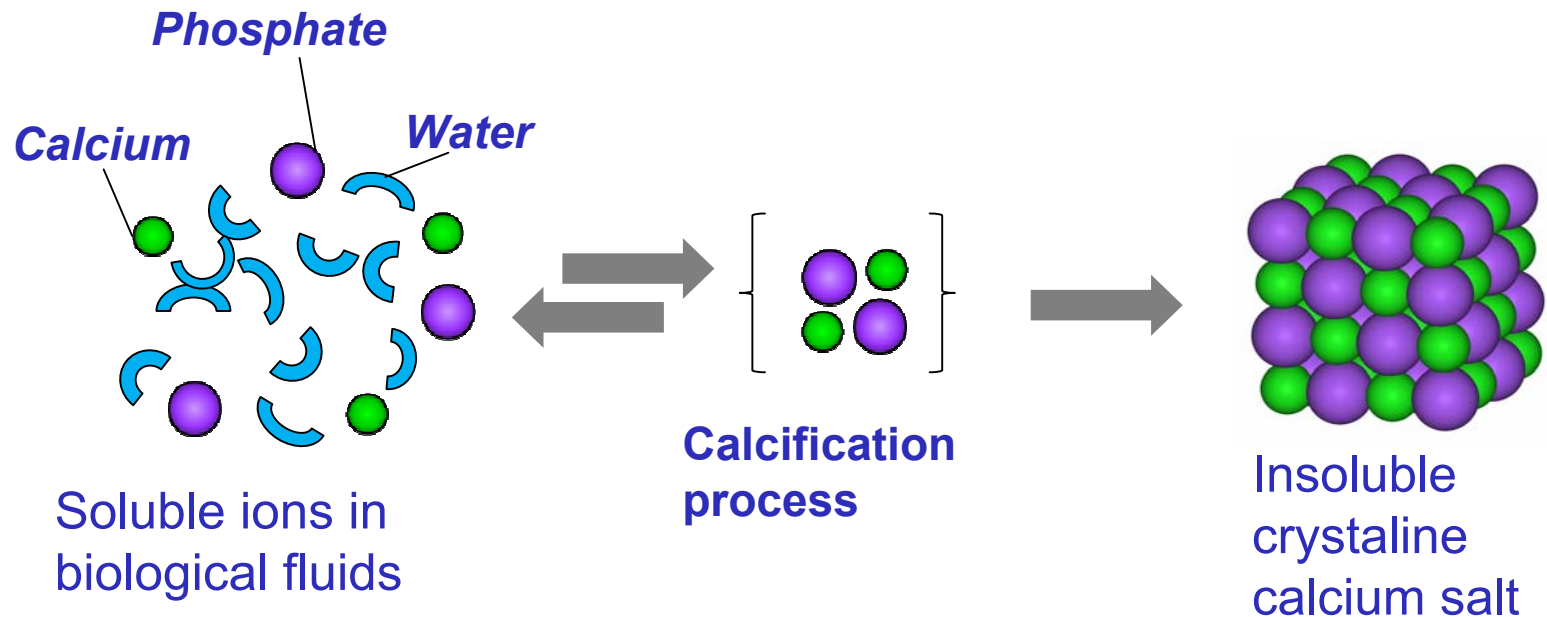 Phosphate
Calcium
Water
Soluble ions in
biological fluids
Calcification
process
Insoluble
crystaline
calcium salt